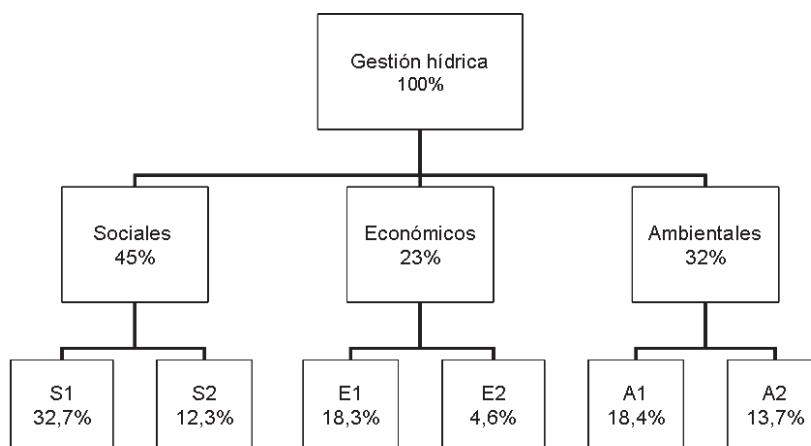 Gestión hídrica
100%
Sociales
45%
Económicos
23%
Ambientales
32%
S1
32,7%
S2
12,3%
E1
18,3%
E2
4,6%
A1
18,4%
A2
13,7%